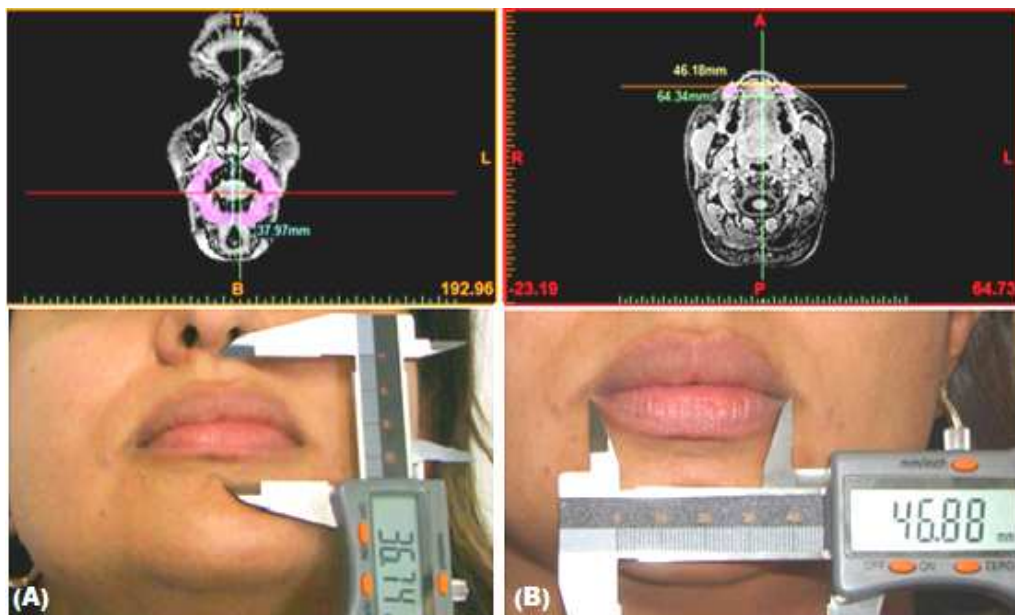 T
L
37.97mm
B
192.96
A
46.18mm
64.34mm
R
L
-23.19
P
64.73
36.74
(A)
mm/inch
46.88
mm
OFF
ON
ZERO
(B)